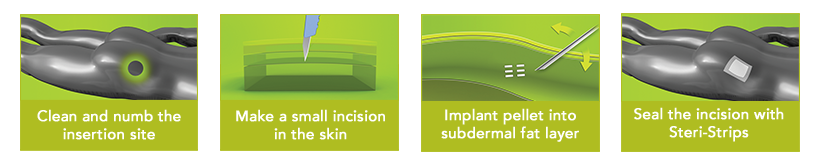 Clean and numb the
insertion site
Make a small incision
in the skin
Implant pellet into
subdermal fat layer
Seal the incision with
Steri-Strips